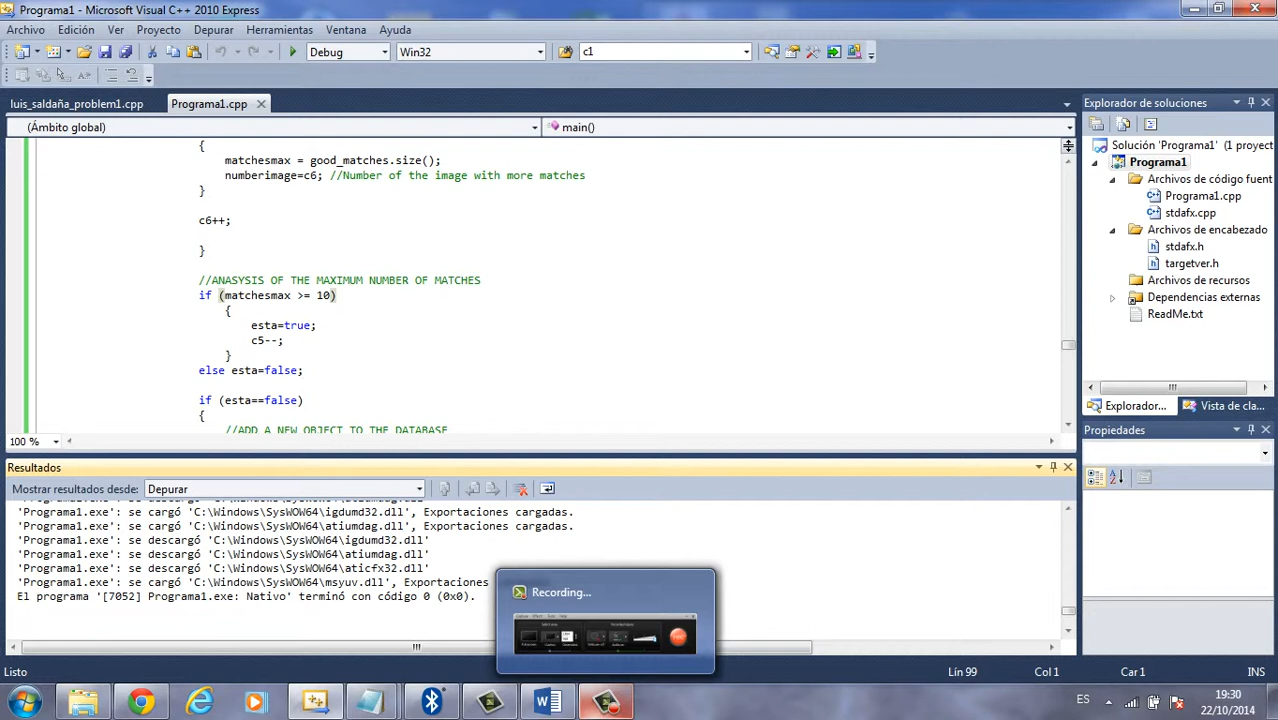 Programa1 - Microsoft Visual C++ 2010 Express
Archivo Edición Ver Proyecto Depurar Herramientas Ventana Ayuda
Debug Win32 c1
luis_saldaña_problem1.cpp Programa1.cpp
(Ámbito global) main()
{
matchesmax = good_matches.size();
numberimage=c6; //Number of the image with more matches
}
c6++;
}
//ANASYSIS OF THE MAXIMUM NUMBER OF MATCHES
if (matchesmax >= 10)
{
esta=true;
c5--;
}
else esta=false;
if (esta==false)
{
//ADD A NEW OBJECT TO THE DATABASE
100 %
Explorador de soluciones
Solución 'Programa1' (1 proyect
Programa1
Archivos de código fuent
Programa1.cpp
stdafx.cpp
Archivos de encabezado
stdafx.h
targetver.h
Archivos de recursos
Dependencias externas
ReadMe.txt
Explorador... Vista de cla...
Propiedades
Resultados
Mostrar resultados desde: Depurar
'Programa1.exe': se cargó 'C:\Windows\SysWOW64\igdumd32.dll', Exportaciones cargadas.
'Programa1.exe': se cargó 'C:\Windows\SysWOW64\atiumdag.dll', Exportaciones cargadas.
'Programa1.exe': se descargó 'C:\Windows\SysWOW64\igdumd32.dll'
'Programa1.exe': se descargó 'C:\Windows\SysWOW64\atiumdag.dll'
'Programa1.exe': se descargó 'C:\Windows\SysWOW64\aticfx32.dll'
'Programa1.exe': se cargó 'C:\Windows\SysWOW64\msyuv.dll', Exportaciones
El programa '[7052] Programa1.exe: Nativo' terminó con código 0 (0x0).
Recording...
Listo Lín 99 Col 1 Car 1 INS
ES 19:30
22/10/2014